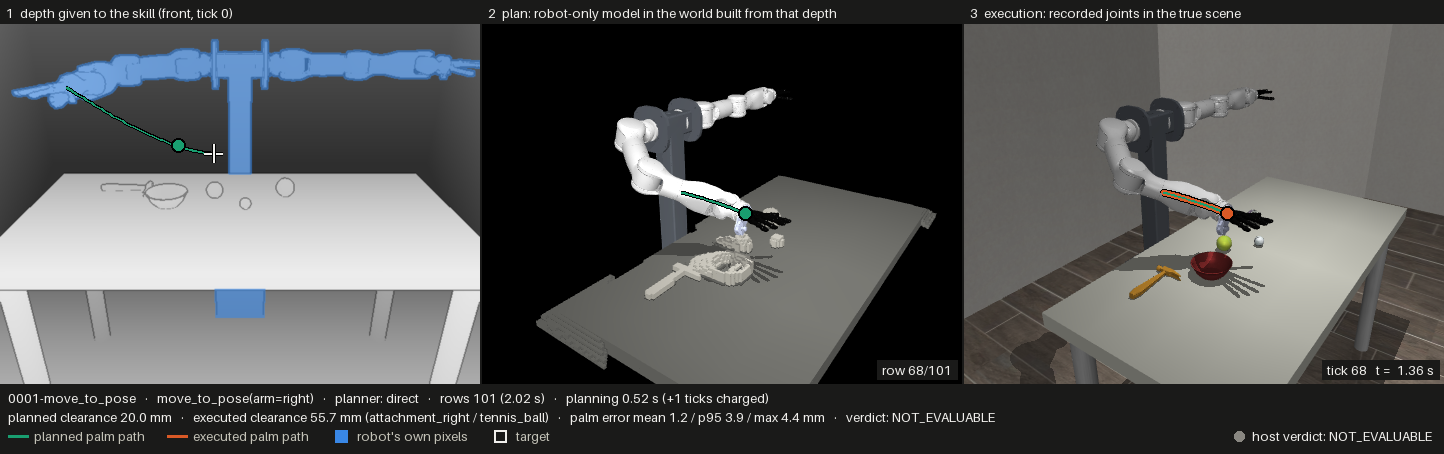 1 depth given to the skill (front, tick 0)
2 plan: robot-only model in the world built from that depth
3 execution: recorded joints in the true scene
row 68/101
tick 68 t = 1.36 s
0001-move_to_pose · move_to_pose(arm=right) · planner: direct · rows 101 (2.02 s) · planning 0.52 s (+1 ticks charged)
planned clearance 20.0 mm · executed clearance 55.7 mm (attachment_right / tennis_ball) · palm error mean 1.2 / p95 3.9 / max 4.4 mm · verdict: NOT_EVALUABLE
planned palm path executed palm path robot's own pixels target host verdict: NOT_EVALUABLE